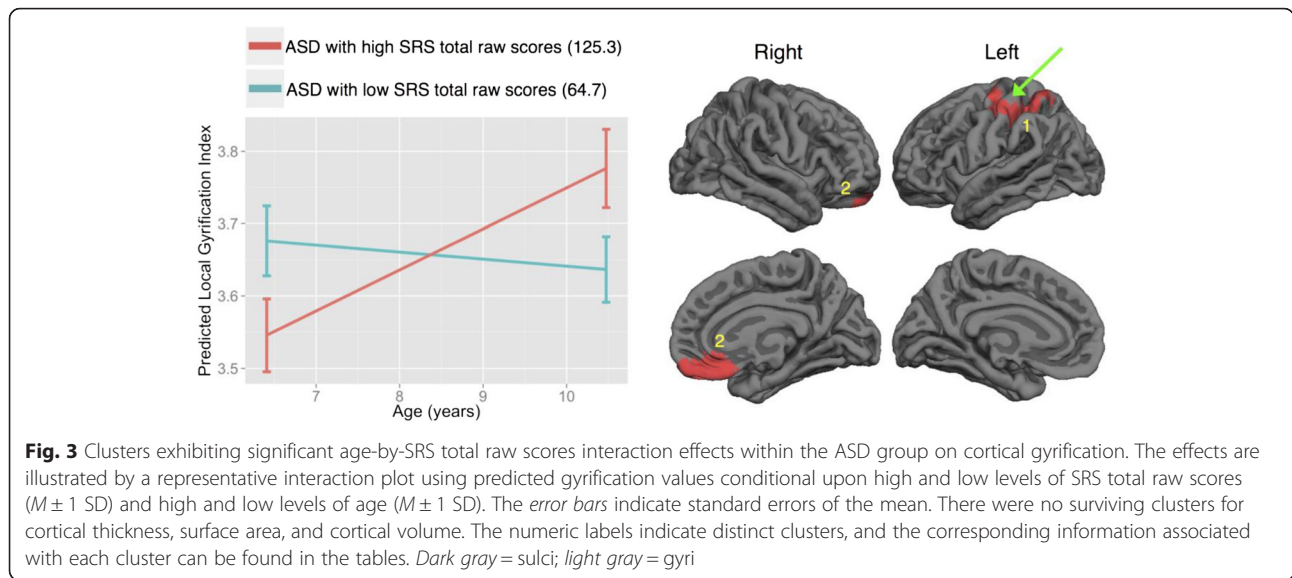 ASD with high SRS total raw scores (125.3)
ASD with low SRS total raw scores (64.7)
Predicted Local Gyrification Index
3.8
3.7
3.6
3.5
7 8 9 10
Age (years)
Right Left
1
2
2
Fig. 3 Clusters exhibiting significant age-by-SRS total raw scores interaction effects within the ASD group on cortical gyrification. The effects are
illustrated by a representative interaction plot using predicted gyrification values conditional upon high and low levels of SRS total raw scores
(M ± 1 SD) and high and low levels of age (M ± 1 SD). The error bars indicate standard errors of the mean. There were no surviving clusters for
cortical thickness, surface area, and cortical volume. The numeric labels indicate distinct clusters, and the corresponding information associated
with each cluster can be found in the tables. Dark gray = sulci; light gray = gyri